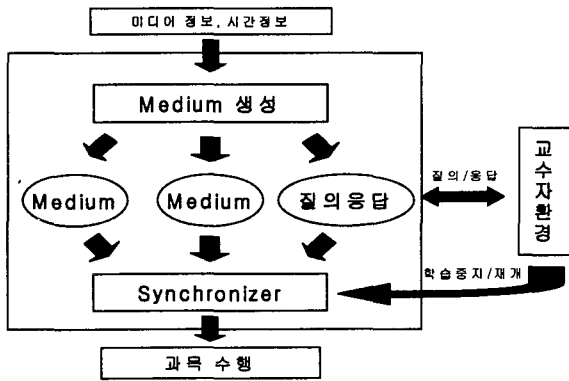 미디어 정보, 시간정보
Medium 생성
Medium
Medium
질의응답
질의/응답
교수자환경
학습중지/재개
Synchronizer
과목 수행